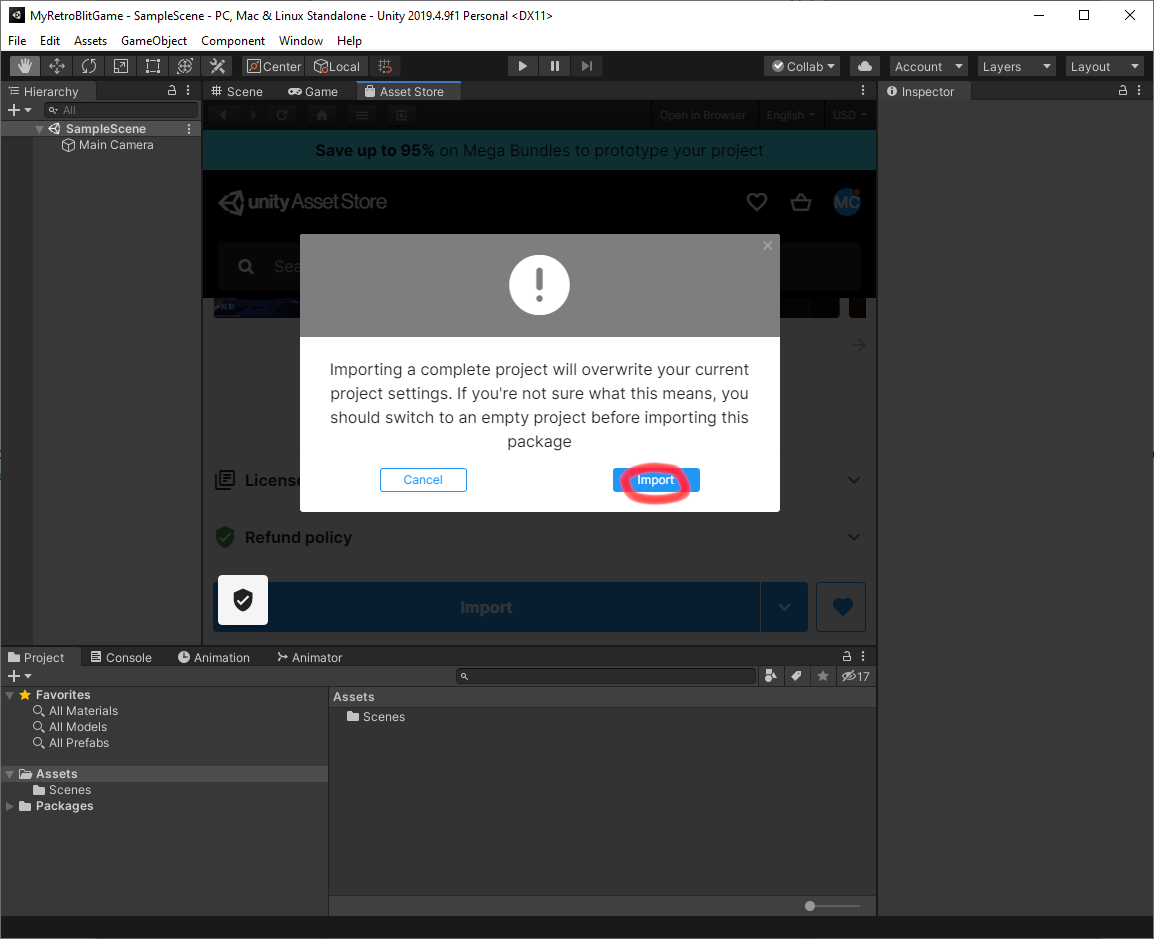 MyRetroBlitGame - SampleScene - PC, Mac & Linux Standalone - Unity 2019.4.9f1 Personal <DX11>
File Edit Assets GameObject Component Window Help
Center Local Collab Account Layers Layout
Hierarchy
All
SampleScene
Main Camera
Scene Game Asset Store
Open in Browser English USD
Save up to 95% on Mega Bundles to prototype your project
unity Asset Store
MC
Importing a complete project will overwrite your current
project settings. If you're not sure what this means, you
should switch to an empty project before importing this
package
Cancel Import
Refund policy
Import
Inspector
Project Console Animation Animator
17
Favorites
All Materials
All Models
All Prefabs
Assets
Scenes
Packages
Assets
Scenes